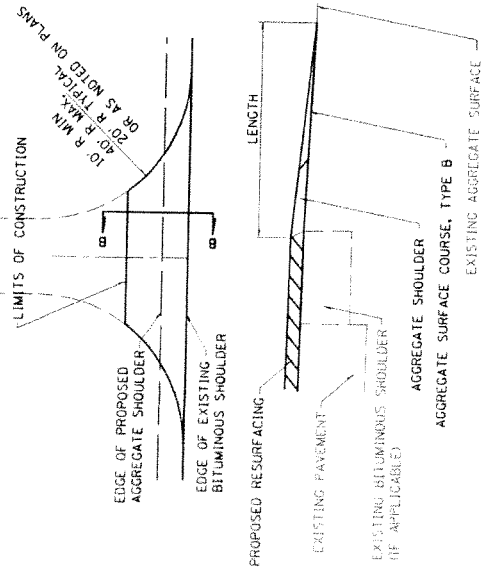 LIMITS OF CONSTRUCTION
10' R MIN
40' R MAX,
20' R TYPICAL
OR AS NOTED ON PLANS
B
B
EDGE OF PROPOSED
AGGREGATE SHOULDER
EDGE OF EXISTING
BITUMINOUS SHOULDER
PROPOSED RESURFACING
LENGTH
EXISTING PAVEMENT
EXISTING BITUMINOUS SHOULDER
(IF APPLICABLE)
AGGREGATE SHOULDER
AGGREGATE SURFACE COURSE, TYPE B
EXISTING AGGREGATE SURFACE